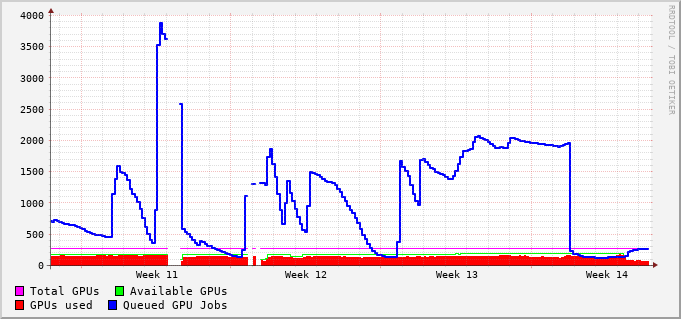 4000
3500
3000
2500
2000
1500
1000
500
0
Week 11 Week 12 Week 13 Week 14
Total GPUs Available GPUs
GPUs used Queued GPU Jobs
RRDTOOL / TOBI OETIKER